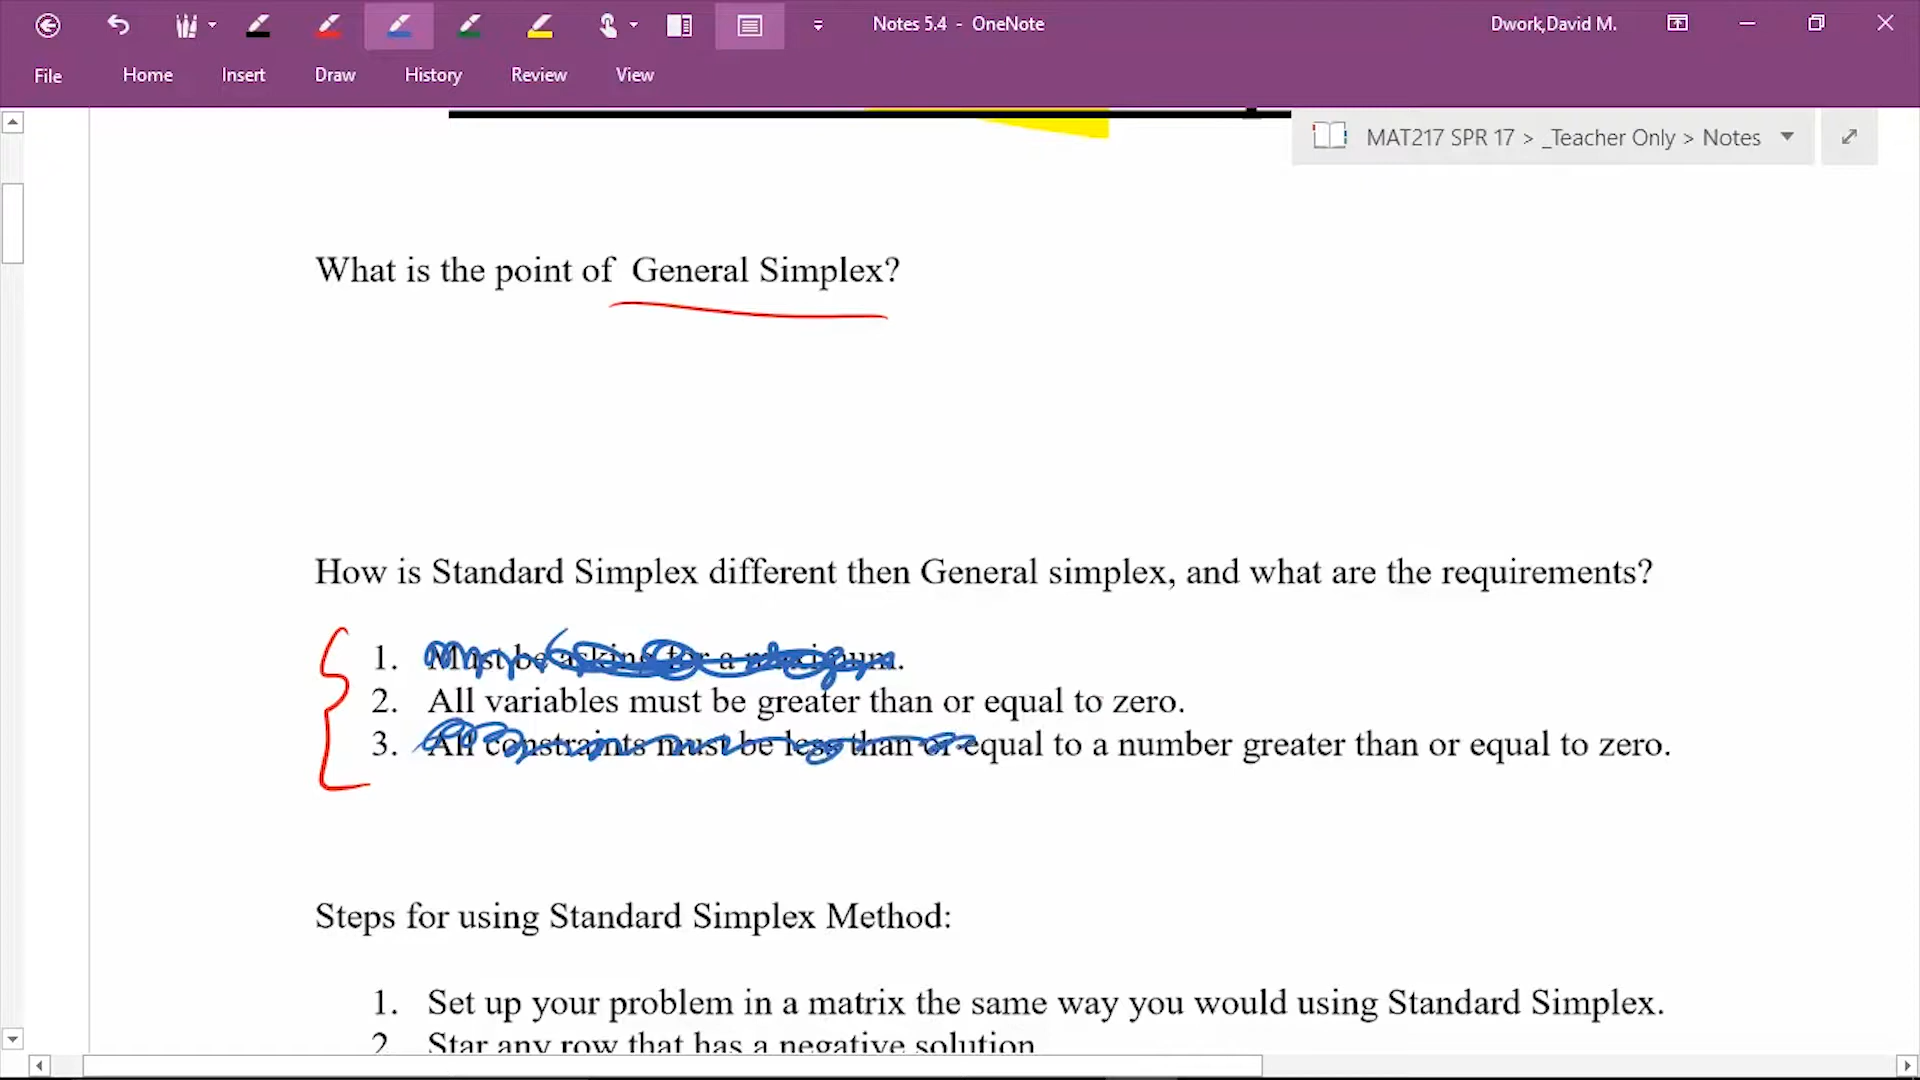 Notes 5.4 - OneNote
Dwork,David M.
File Home Insert Draw History Review View
MAT217 SPR 17 > _Teacher Only > Notes
What is the point of General Simplex?
How is Standard Simplex different then General simplex, and what are the requirements?
1. Must be asking for a maximum.
2. All variables must be greater than or equal to zero.
3. All constraints must be less than or equal to a number greater than or equal to zero.
Steps for using Standard Simplex Method:
1. Set up your problem in a matrix the same way you would using Standard Simplex.
2. Star any row that has a negative solution